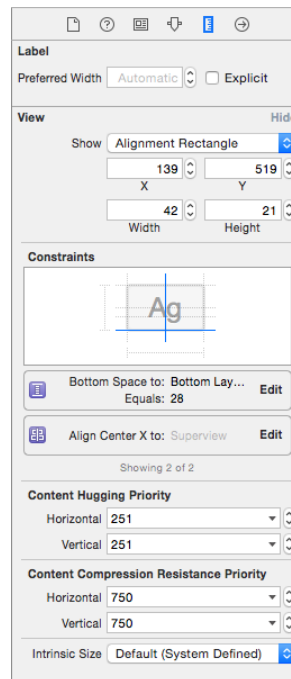 Label
Preferred Width Automatic Explicit
View Hide
Show Alignment Rectangle
139 519
X Y
42 21
Width Height
Constraints
Ag
Bottom Space to: Bottom Lay... Edit
Equals: 28
Align Center X to: Superview Edit
Showing 2 of 2
Content Hugging Priority
Horizontal 251
Vertical 251
Content Compression Resistance Priority
Horizontal 750
Vertical 750
Intrinsic Size Default (System Defined)